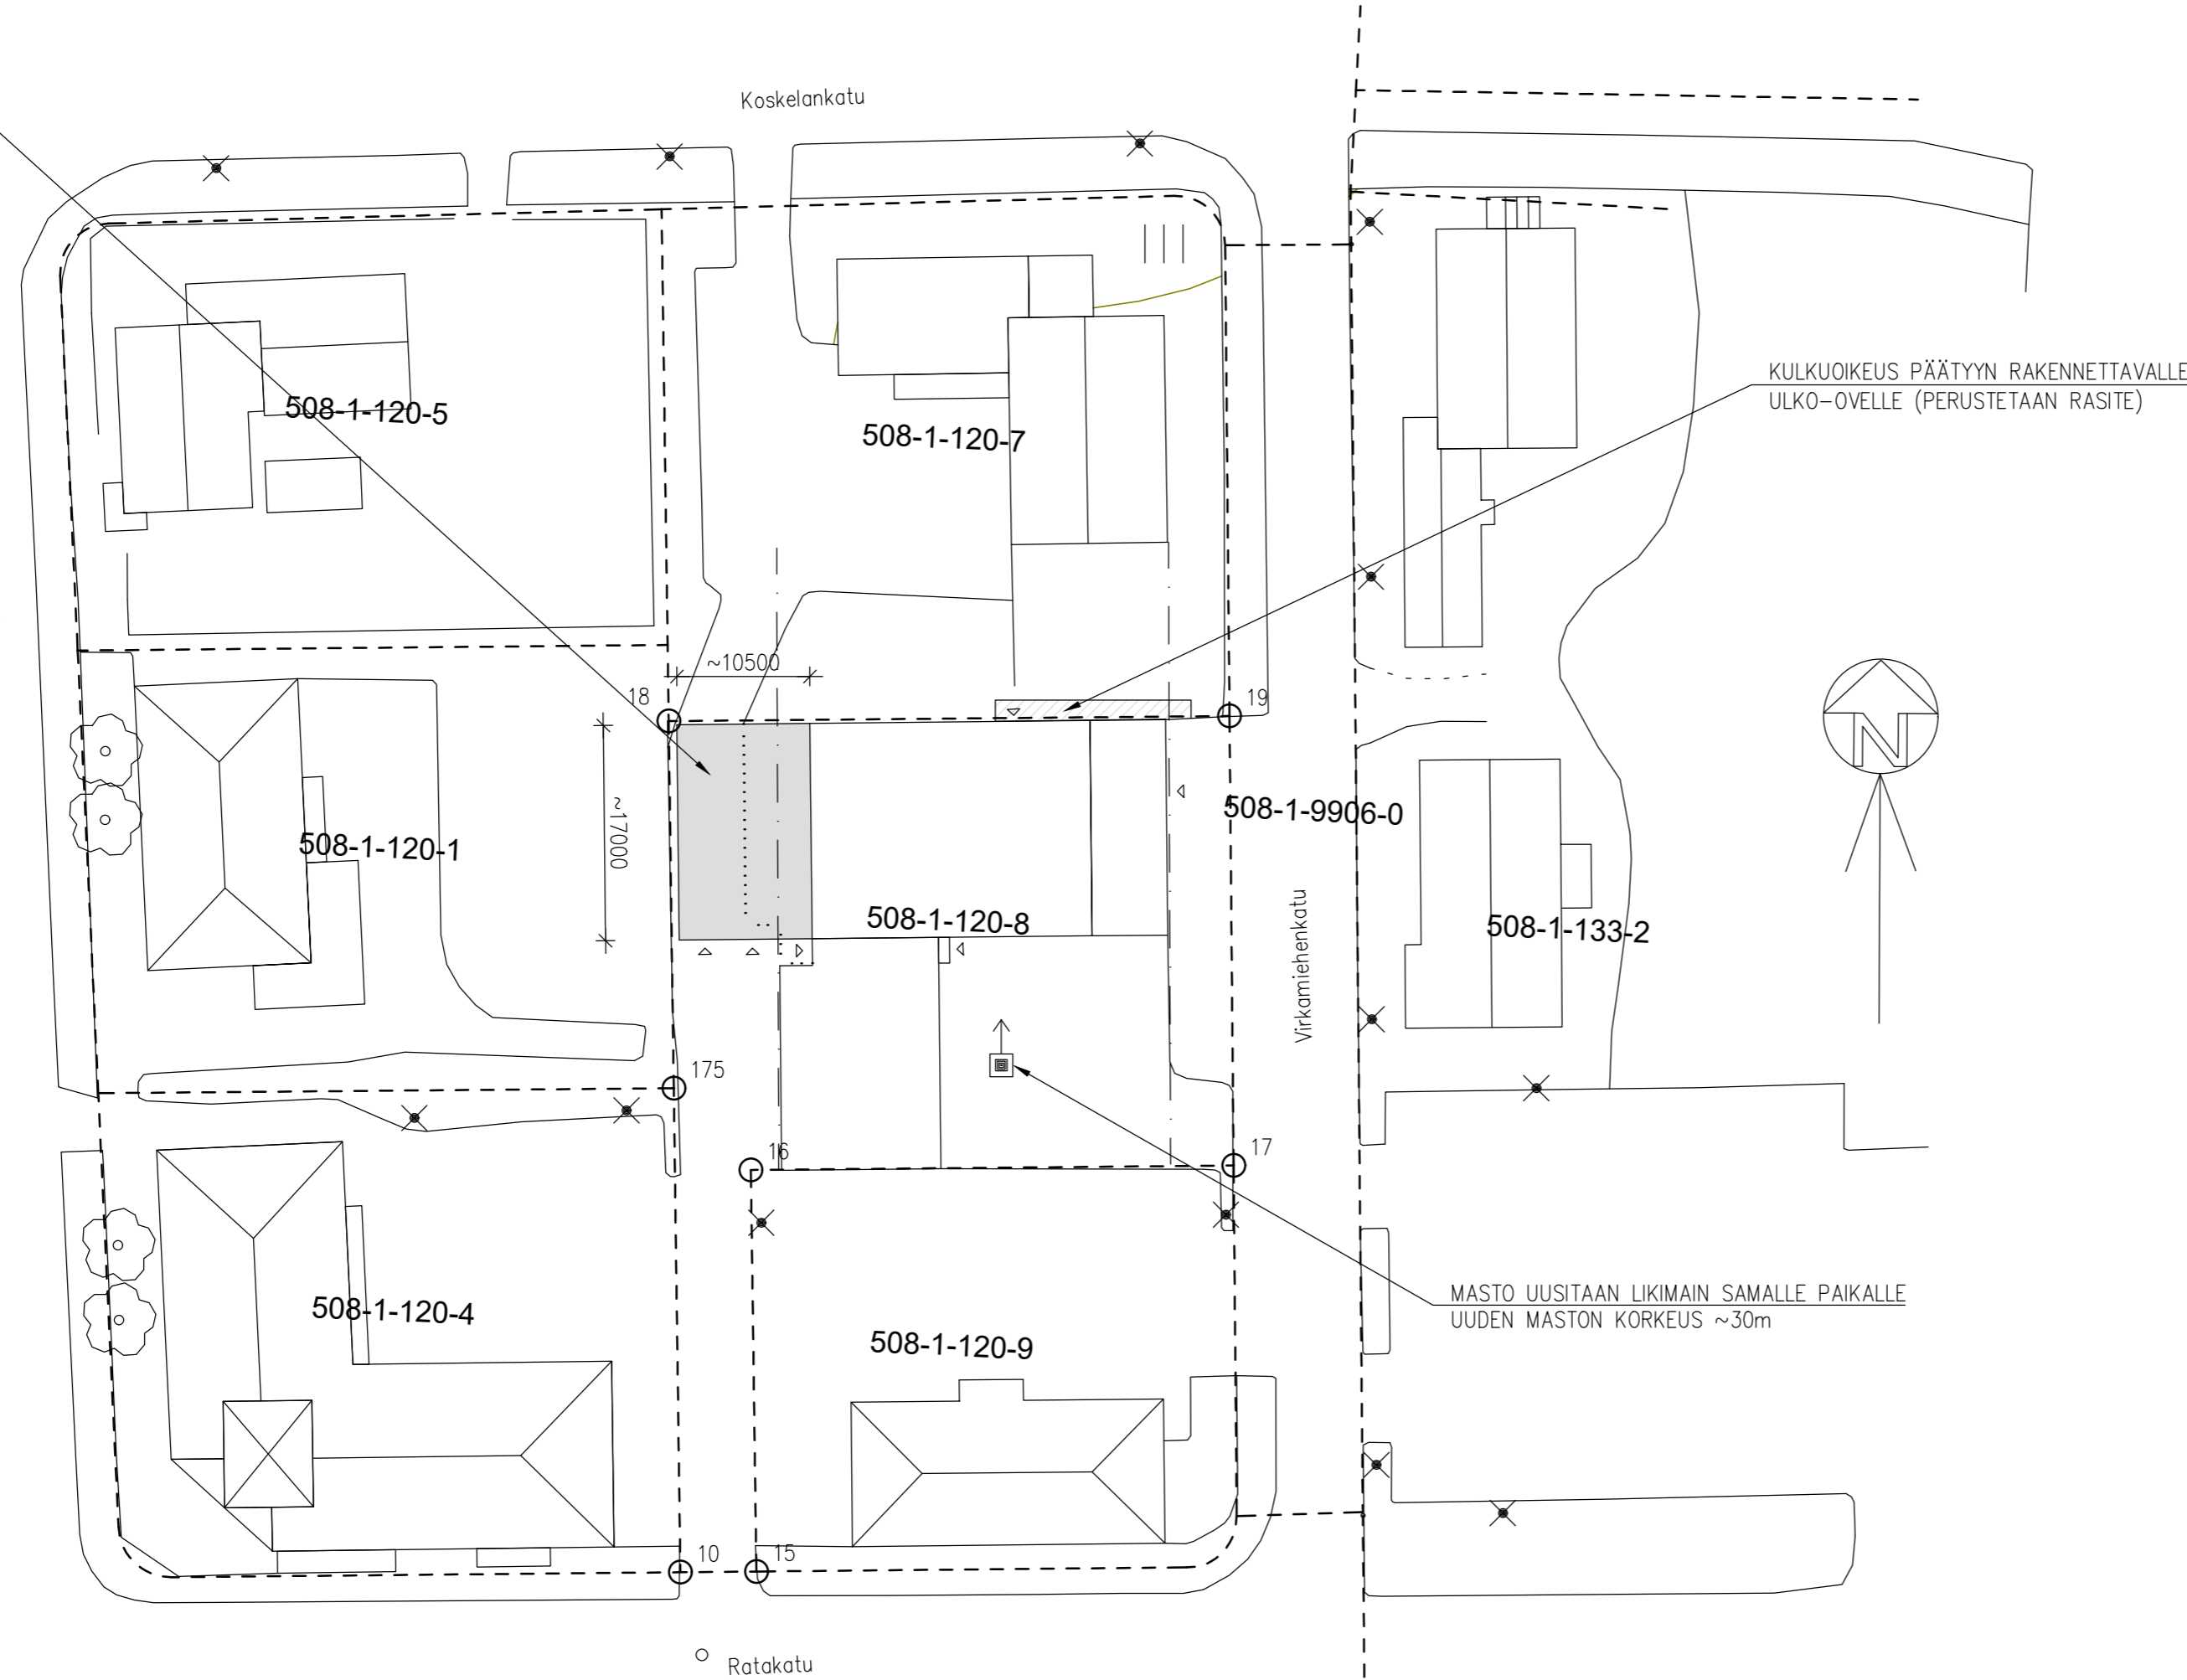 Koskelankatu
KULKUOIKEUS PÄÄTYYN RAKENNETTAVALLE
ULKO-OVELLE (PERUSTETAAN RASITE)
508-1-120-5
508-1-120-7
~10500
18
19
~17000
508-1-9906-0
508-1-120-1
508-1-120-8
508-1-133-2
Virkamiehenkatu
N
175
16
17
MASTO UUSITAAN LIKIMAIN SAMALLE PAIKALLE
UUDEN MASTON KORKEUS ~30m
508-1-120-4
508-1-120-9
10
15
Ratakatu